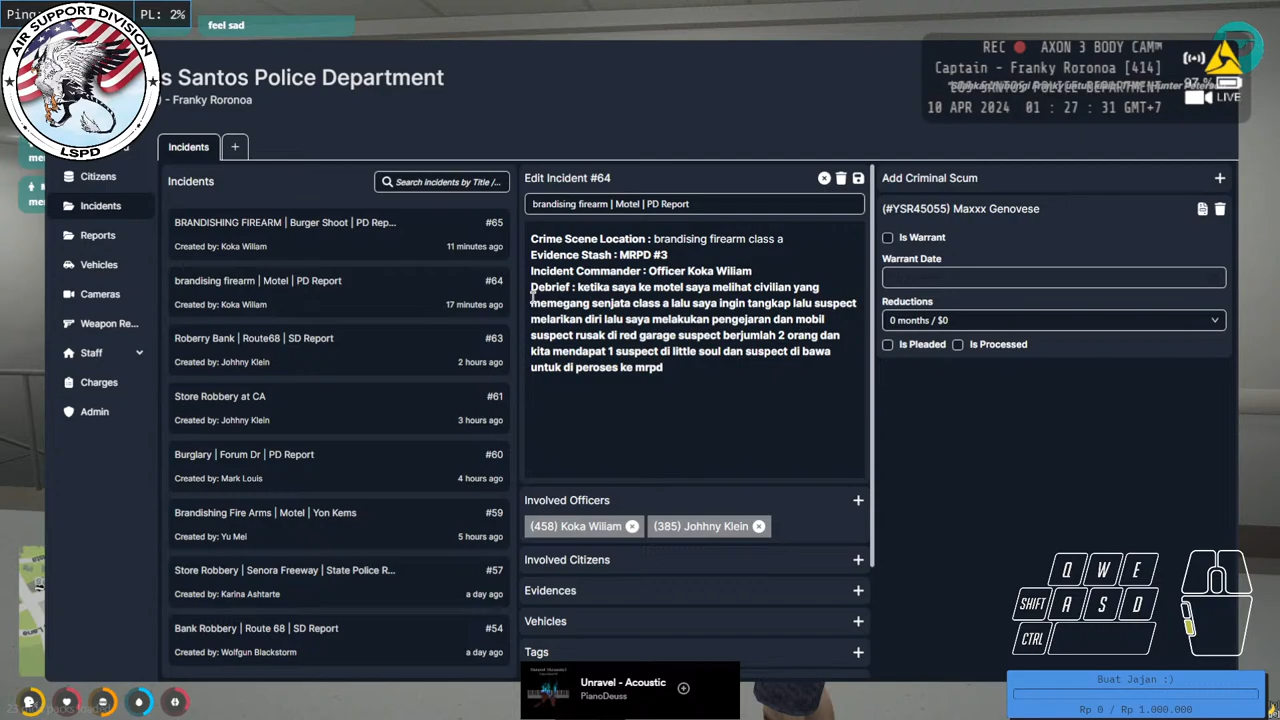 Ping
PL: 2%
feel sad
AIR SUPPORT DIVISION
LSPD
s Santos Police Department
- Franky Roronoa
REC AXON 3 BODY CAM™
Captain - Franky Roronoa [414]
10 APR 2024 01 : 27 : 31 GMT+7
97 %
LIVE
Incidents
+
Citizens
Incidents
Reports
Vehicles
Cameras
Weapon Re...
Staff
Charges
Admin
Incidents
Search incidents by Title /...
BRANDISHING FIREARM | Burger Shoot | PD Rep...
#65
Created by: Koka Wiliam
11 minutes ago
brandising firearm | Motel | PD Report
#64
Created by: Koka Wiliam
17 minutes ago
Roberry Bank | Route68 | SD Report
#63
Created by: Johhny Klein
2 hours ago
Store Robbery at CA
#61
Created by: Johhny Klein
3 hours ago
Burglary | Forum Dr | PD Report
#60
Created by: Mark Louis
4 hours ago
Brandishing Fire Arms | Motel | Yon Kems
#59
Created by: Yu Mei
5 hours ago
Store Robbery | Senora Freeway | State Police R...
#57
Created by: Karina Ashtarte
a day ago
Bank Robbery | Route 68 | SD Report
#54
Created by: Wolfgun Blackstorm
a day ago
Edit Incident #64
brandising firearm | Motel | PD Report
Crime Scene Location : brandising firearm class a
Evidence Stash : MRPD #3
Incident Commander : Officer Koka Wiliam
Debrief : ketika saya ke motel saya melihat civilian yang
memegang senjata class a lalu saya ingin tangkap lalu suspect
melarikan diri lalu saya melakukan pengejaran dan mobil
suspect rusak di red garage suspect berjumlah 2 orang dan
kita mendapat 1 suspect di little soul dan suspect di bawa
untuk di peroses ke mrpd
Involved Officers
+
(458) Koka Wiliam
(385) Johhny Klein
Involved Citizens
+
Evidences
+
Vehicles
+
Tags
+
Add Criminal Scum
+
(#YSR45055) Maxxx Genovese
Is Warrant
Warrant Date
Reductions
0 months / $0
Is Pleaded
Is Processed
Q W E
SHIFT A S D
CTRL
Unravel - Acoustic
PianoDeuss
Buat Jajan :)
Rp 0 / Rp 1.000.000